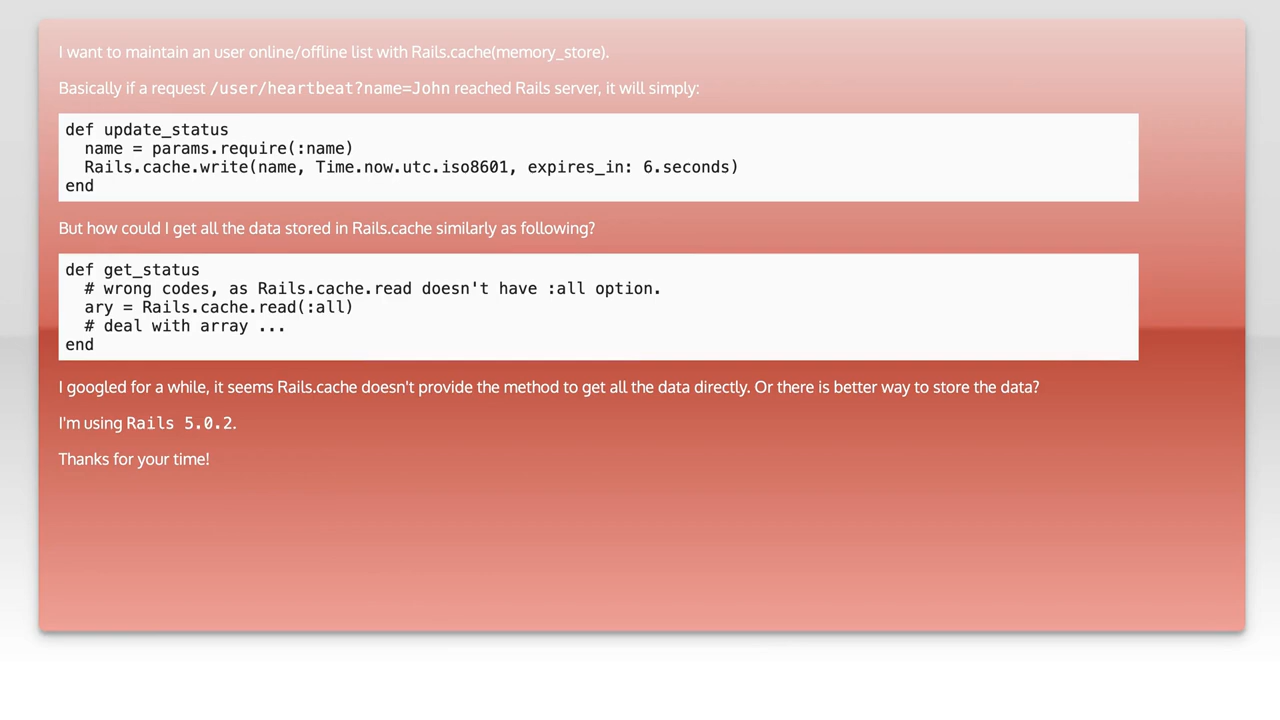 I want to maintain an user online/offline list with Rails.cache(memory_store).
Basically if a request /user/heartbeat?name=John reached Rails server, it will simply:
def update_status
  name = params.require(:name)
  Rails.cache.write(name, Time.now.utc.iso8601, expires_in: 6.seconds)
end
But how could I get all the data stored in Rails.cache similarly as following?
def get_status
  # wrong codes, as Rails.cache.read doesn't have :all option.
  ary = Rails.cache.read(:all)
  # deal with array ...
end
I googled for a while, it seems Rails.cache doesn't provide the method to get all the data directly. Or there is better way to store the data?
I'm using Rails 5.0.2.
Thanks for your time!